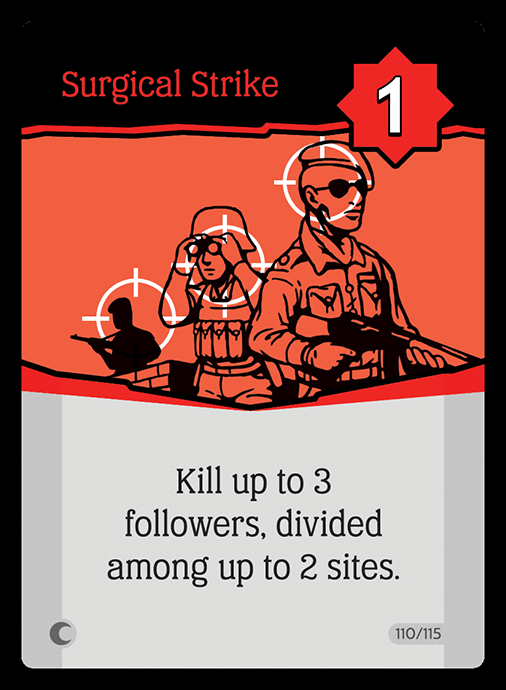 Surgical Strike
1
Kill up to 3
followers, divided
among up to 2 sites.
110/115